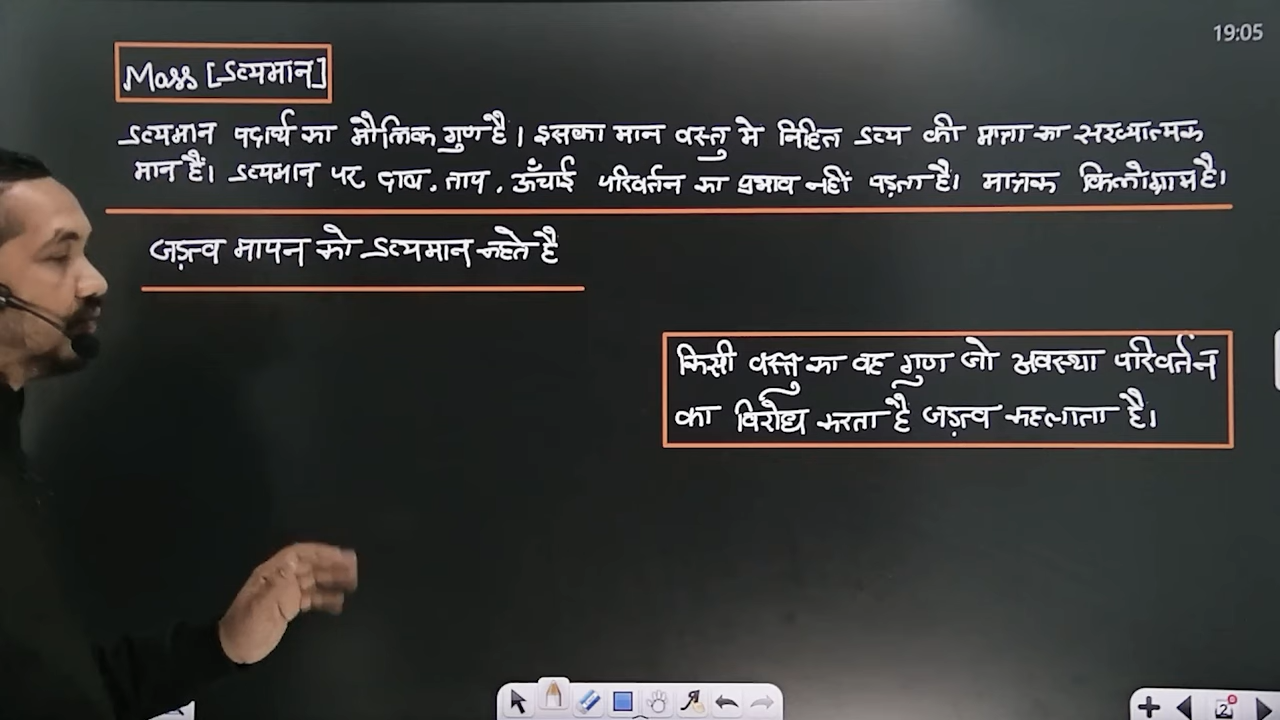 19:05
Mass [द्रव्यमान]
द्रव्यमान पदार्थ का मौलिक गुण है। इसका मान वस्तु मे निहित द्रव्य की मात्रा का संख्यात्मक
मान हैं। द्रव्यमान पर दाब, ताप, ऊँचाई परिवर्तन का प्रभाव नहीं पड़ता है। मात्रक किलोग्राम है।
जड़त्व मापन को द्रव्यमान कहते है
किसी वस्तु का वह गुण जो अवस्था परिवर्तन
का विरोध करता है जड़त्व कहलाता है।
2